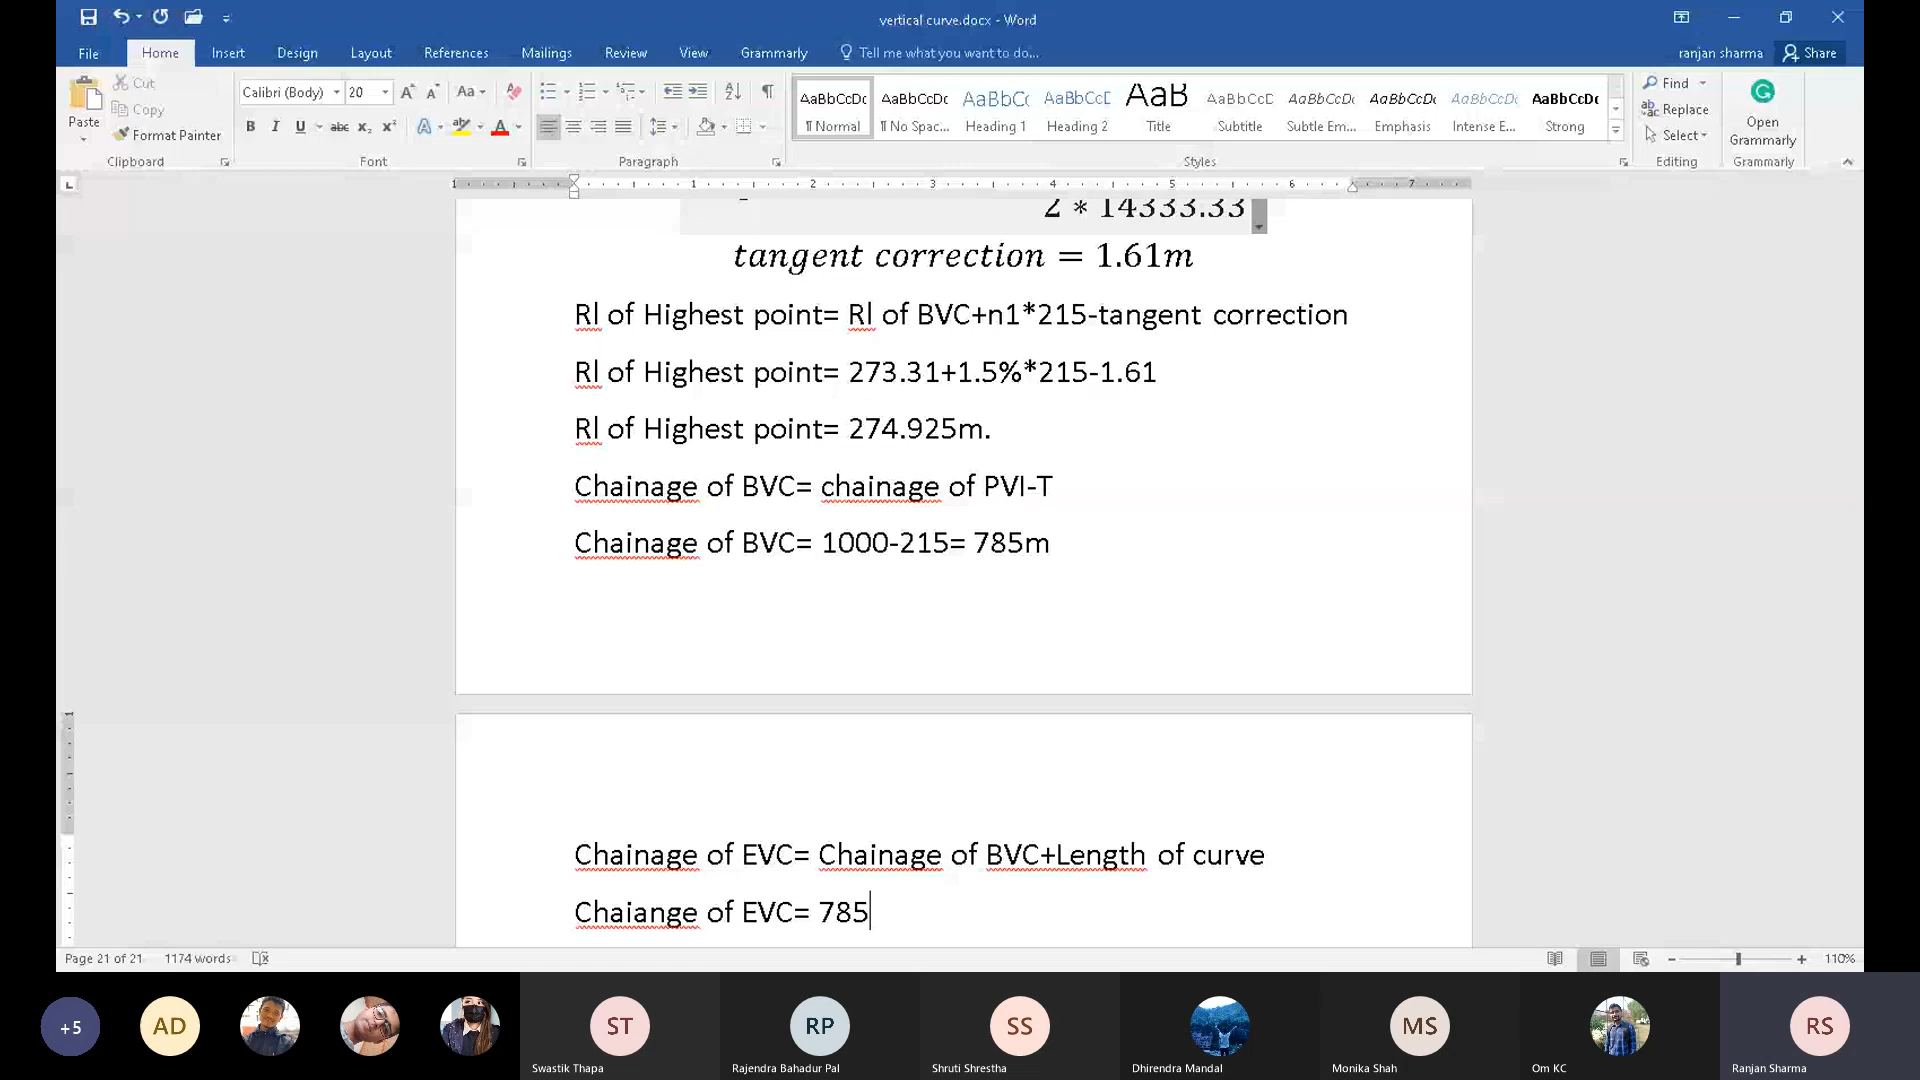 vertical curve.docx - Word
File Home Insert Design Layout References Mailings Review View Grammarly Tell me what you want to do... ranjan sharma Share
Paste
Cut
Copy
Format Painter
Clipboard
Calibri (Body) 20
Font
Paragraph
AaBbCcDc AaBbCcDc AaBbCc AaBbCcE AaB AaBbCcD AaBbCcDc AaBbCcDc AaBbCcDc AaBbCcDc
¶ Normal ¶ No Spac... Heading 1 Heading 2 Title Subtitle Subtle Em... Emphasis Intense E... Strong
Styles
Find
Replace
Select
Editing
Open
Grammarly
Grammarly
1 1 2 3 4 5 6 7
2 * 14333.33
tangent correction = 1.61m
Rl of Highest point= Rl of BVC+n1*215-tangent correction
Rl of Highest point= 273.31+1.5%*215-1.61
Rl of Highest point= 274.925m.
Chainage of BVC= chainage of PVI-T
Chainage of BVC= 1000-215= 785m
Chainage of EVC= Chainage of BVC+Length of curve
Chaiange of EVC= 785
Page 21 of 21 1174 words 110%
+5 AD ST RP SS MS RS
Swastik Thapa Rajendra Bahadur Pal Shruti Shrestha Dhirendra Mandal Monika Shah Om KC Ranjan Sharma